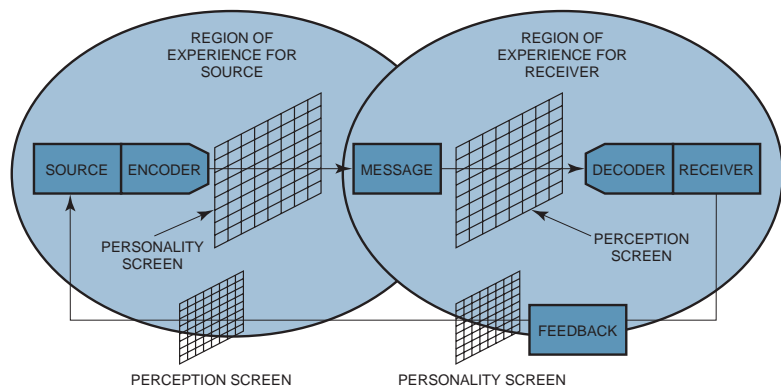 REGION OF
EXPERIENCE FOR
SOURCE
REGION OF
EXPERIENCE FOR
RECEIVER
SOURCE
ENCODER
MESSAGE
DECODER
RECEIVER
PERSONALITY
SCREEN
PERCEPTION
SCREEN
FEEDBACK
PERCEPTION SCREEN
PERSONALITY SCREEN